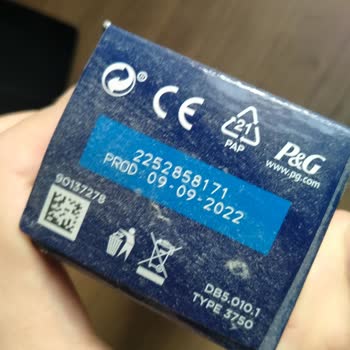 ®
CE
21
PAP
P&G
www.pg.com
2252858171
PROD 09-09-2022
90137278
DB5.010.1
TYPE 3750